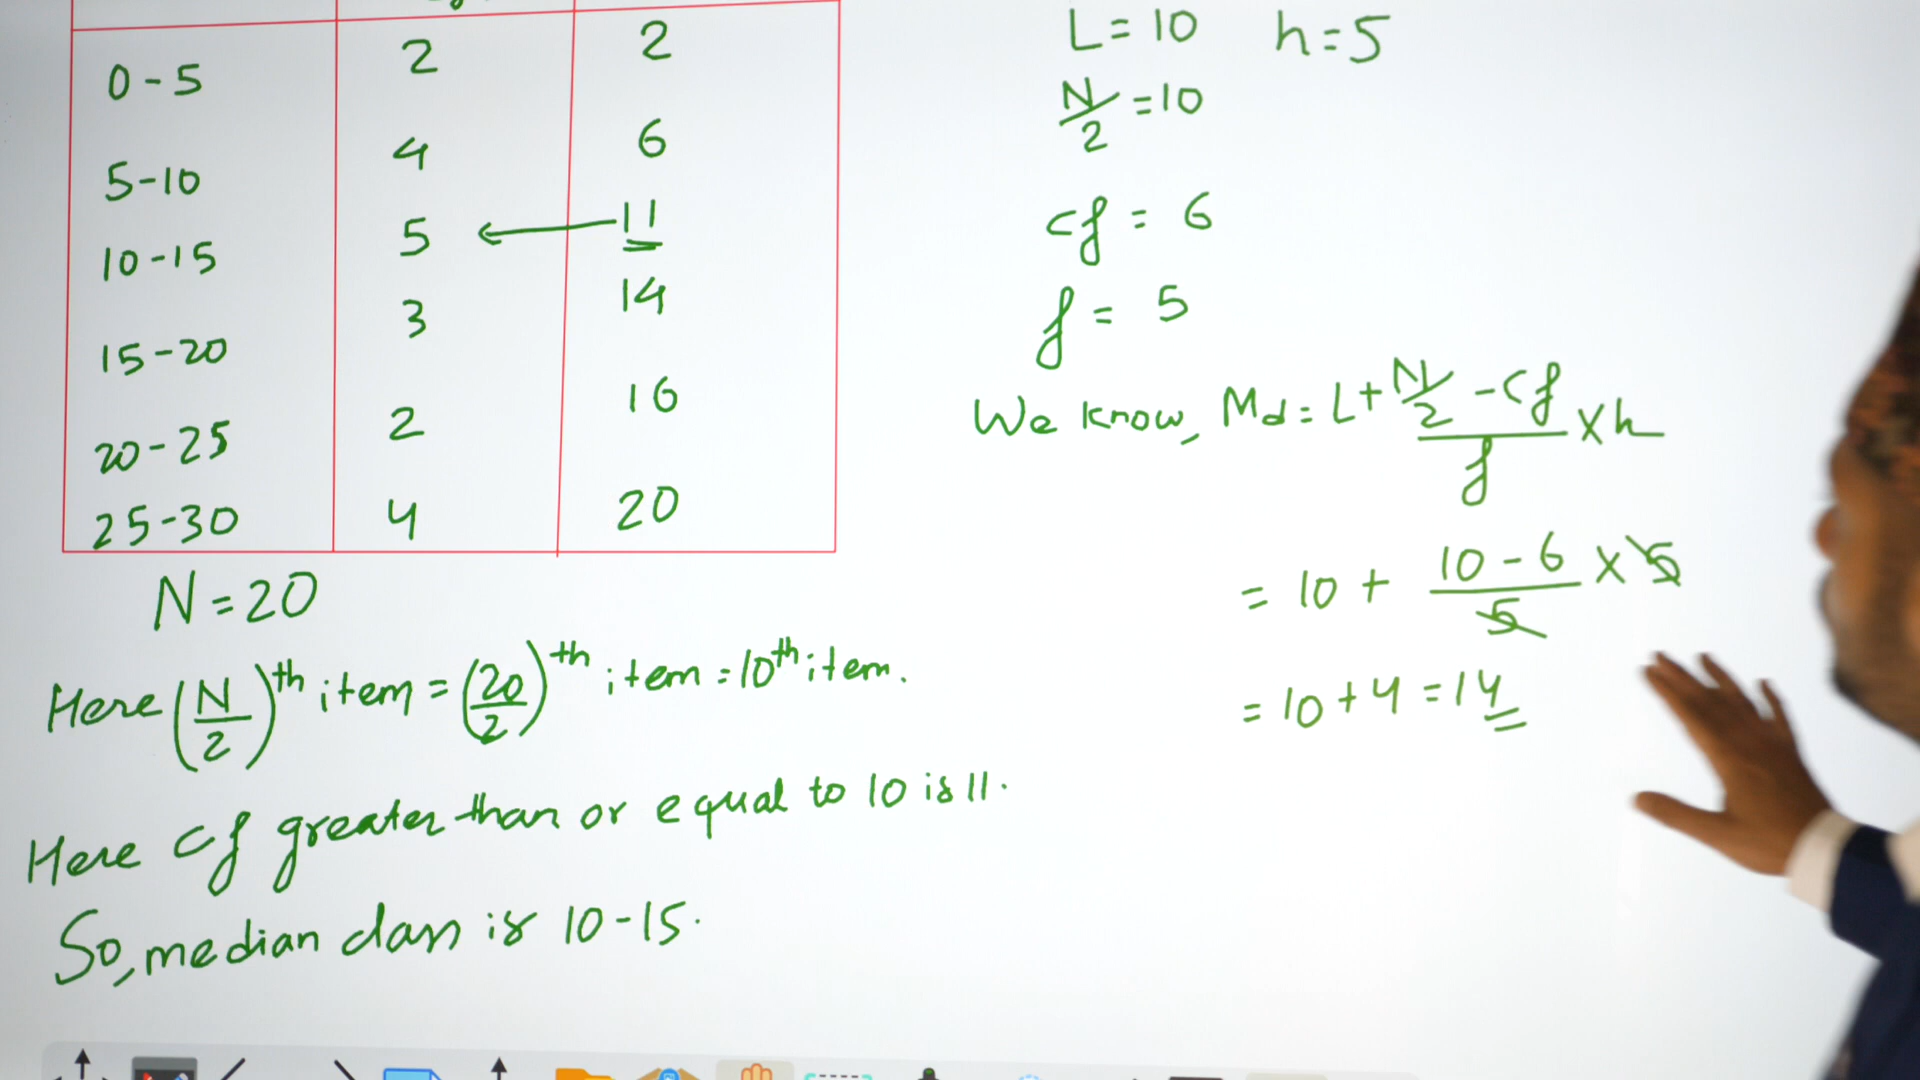 0-5 2 2
5-10 4 6
10-15 5 11
15-20 3 14
20-25 2 16
25-30 4 20
N=20
Here (N/2)th item = (20/2)th item = 10th item.
Here cf greater than or equal to 10 is 11.
So, median class is 10-15.
L=10 h=5
N/2 =10
cf = 6
f = 5
We know, Md = L + N/2 - cf / f × h
= 10 + 10-6 / 5 × 5
= 10+4 = 14